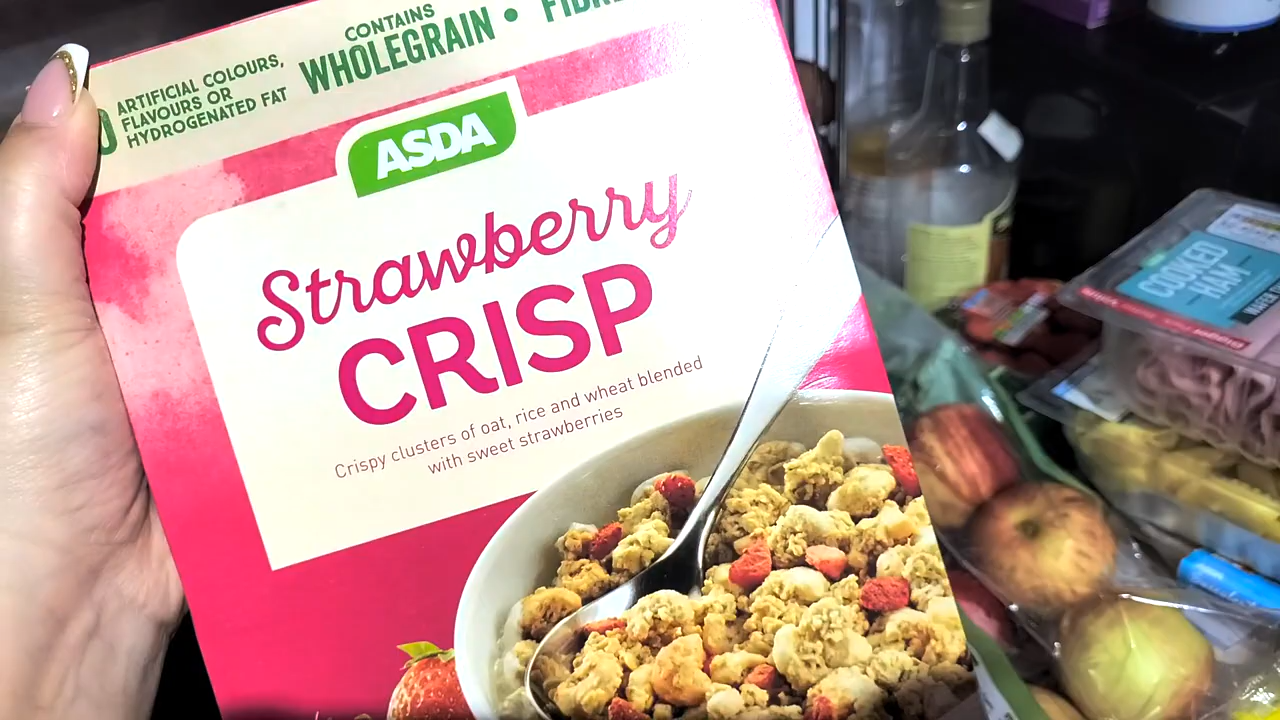 CONTAINS
WHOLEGRAIN •
ARTIFICIAL COLOURS,
FLAVOURS OR
HYDROGENATED FAT
ASDA
Strawberry
CRISP
Crispy clusters of oat, rice and wheat blended
with sweet strawberries
COOKED
HAM